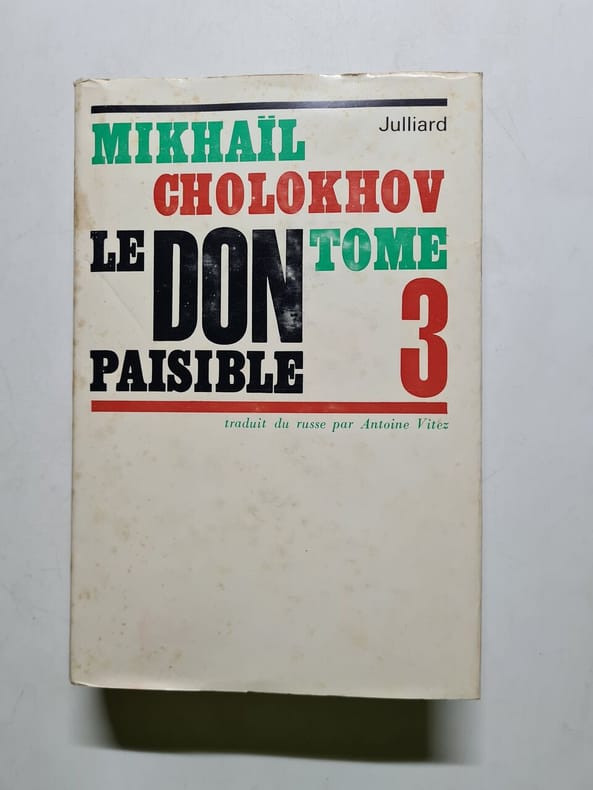 Julliard
MIKHAÏL
CHOLOKHOV
LE DON TOME
PAISIBLE 3
traduit du russe par Antoine Vitez